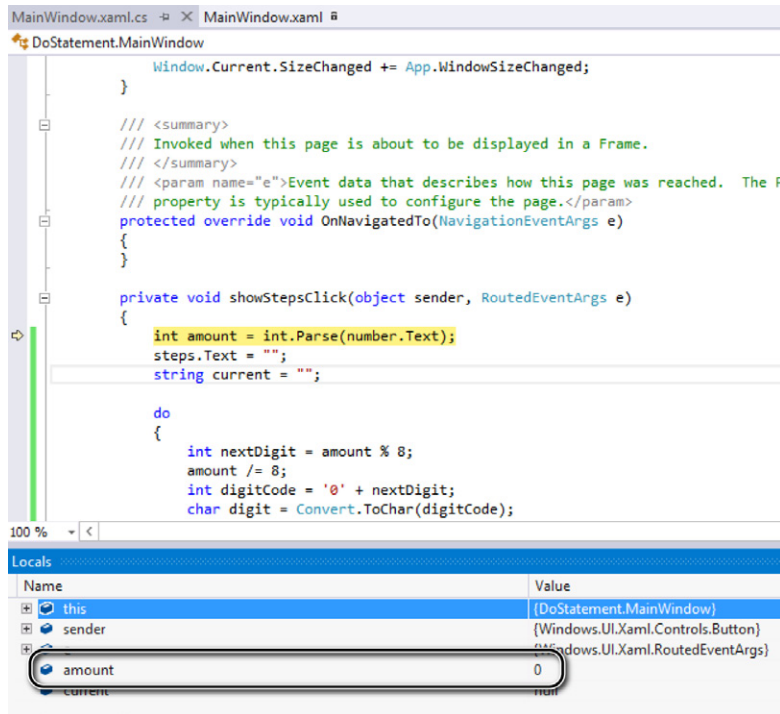 MainWindow.xaml.cs MainWindow.xaml
DoStatement.MainWindow
Window.Current.SizeChanged += App.WindowSizeChanged;
}
/// <summary>
/// Invoked when this page is about to be displayed in a Frame.
/// </summary>
/// <param name="e">Event data that describes how this page was reached.  The
/// property is typically used to configure the page.</param>
protected override void OnNavigatedTo(NavigationEventArgs e)
{
}
private void showStepsClick(object sender, RoutedEventArgs e)
{
int amount = int.Parse(number.Text);
steps.Text = "";
string current = "";
do
{
int nextDigit = amount % 8;
amount /= 8;
int digitCode = '0' + nextDigit;
char digit = Convert.ToChar(digitCode);
100 %
Locals
Name Value
this {DoStatement.MainWindow}
sender {Windows.UI.Xaml.Controls.Button}
{Windows.UI.Xaml.RoutedEventArgs}
amount 0
current null